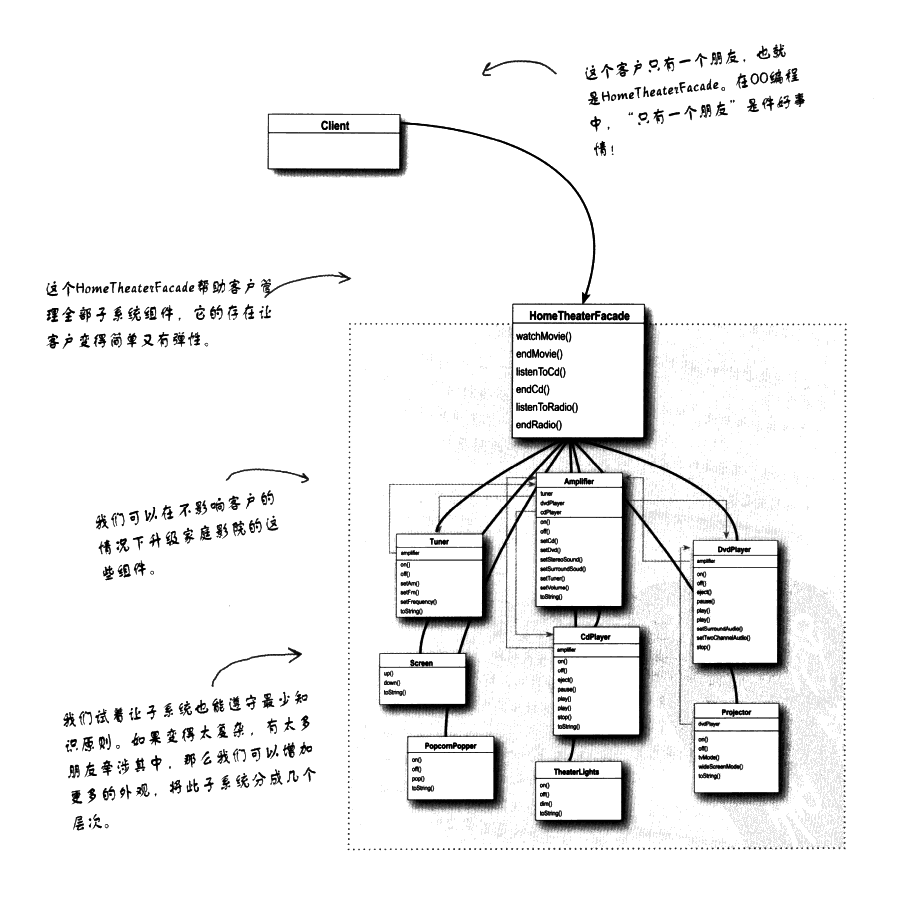 这个客户只有一个朋友，也就
是HomeTheaterFacade。在OO编程
中，“只有一个朋友”是件好事
情！
Client
这个HomeTheaterFacade帮助客户管
理全部子系统组件，它的存在让
客户变得简单又有弹性。
HomeTheaterFacade
watchMovie()
endMovie()
listenToCd()
endCd()
listenToRadio()
endRadio()
我们可以在不影响客户的
情况下升级家庭影院的这
些组件。
Amplifier
tuner
dvdPlayer
cdPlayer
on()
off()
setCd()
setDvd()
setStereoSound()
setSurroundSoud()
setTuner()
setVolume()
toString()
Tuner
amplifier
on()
off()
setAm()
setFm()
setFrequency()
toString()
DvdPlayer
amplifier
on()
off()
eject()
pause()
play()
play()
setSurroundAudio()
setTwoChannelAudio()
stop()
CdPlayer
amplifier
on()
off()
eject()
pause()
play()
play()
stop()
toString()
Screen
up()
down()
toString()
我们试着让子系统也能遵守最少知
识原则。如果变得太复杂，有太多
朋友牵涉其中，那么我们可以增加
更多的外观，将此子系统分成几个
层次。
Projector
dvdPlayer
on()
off()
tvMode()
wideScreenMode()
toString()
PopcornPopper
on()
off()
pop()
toString()
TheaterLights
on()
off()
dim()
toString()